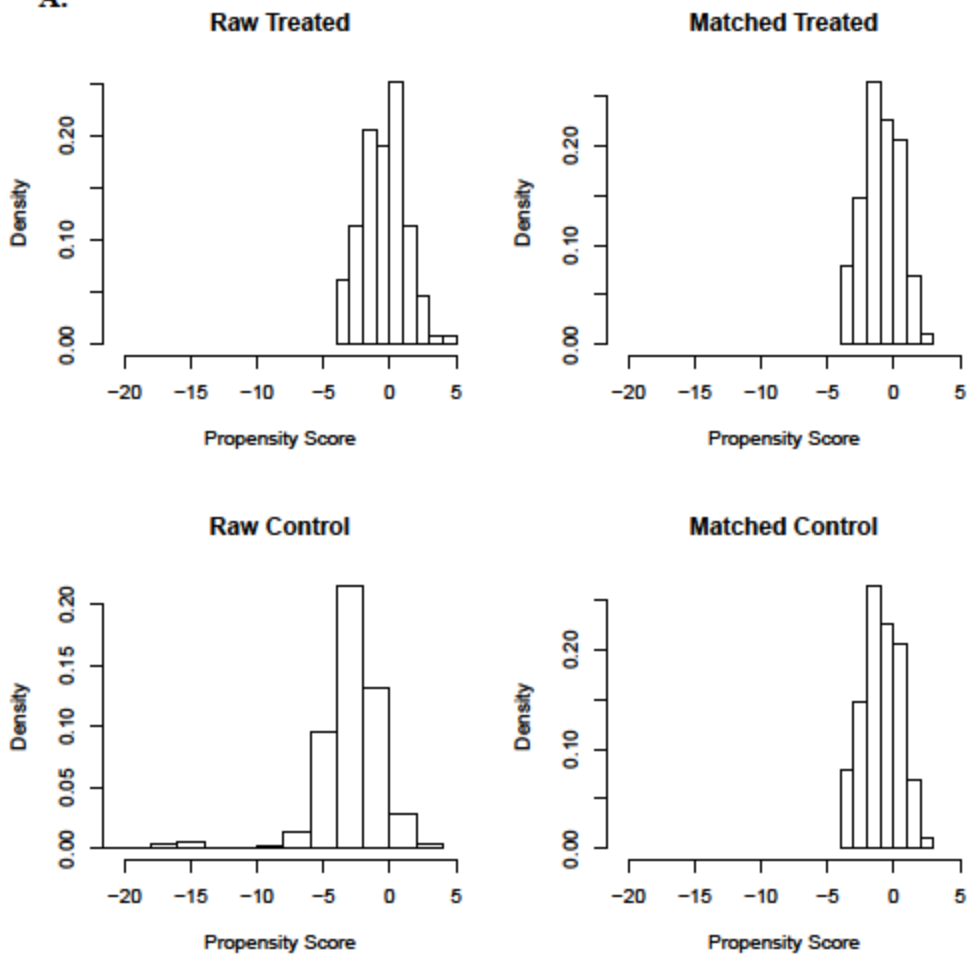 A.
Raw Treated Matched Treated
Density 0.00 0.10 0.20
Density 0.00 0.10 0.20
−20 −15 −10 −5 0 5 −20 −15 −10 −5 0 5
Propensity Score Propensity Score
Raw Control Matched Control
Density 0.00 0.05 0.10 0.15 0.20
Density 0.00 0.10 0.20
−20 −15 −10 −5 0 5 −20 −15 −10 −5 0 5
Propensity Score Propensity Score